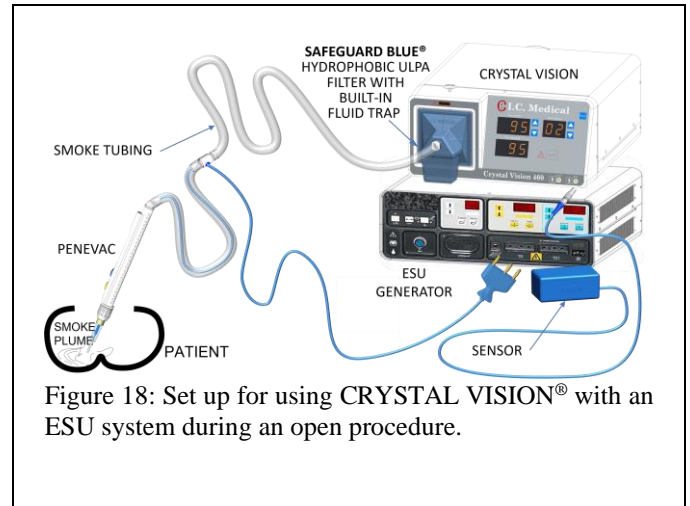 SAFEGUARD BLUE®
HYDROPHOBIC ULPA
FILTER WITH
BUILT-IN
FLUID TRAP
CRYSTAL VISION
I.C. Medical
95 02
95
Crystal Vision 460
SMOKE TUBING
PENEVAC
ESU
GENERATOR
SMOKE
PLUME
PATIENT
SENSOR
Figure 18: Set up for using CRYSTAL VISION® with an
ESU system during an open procedure.